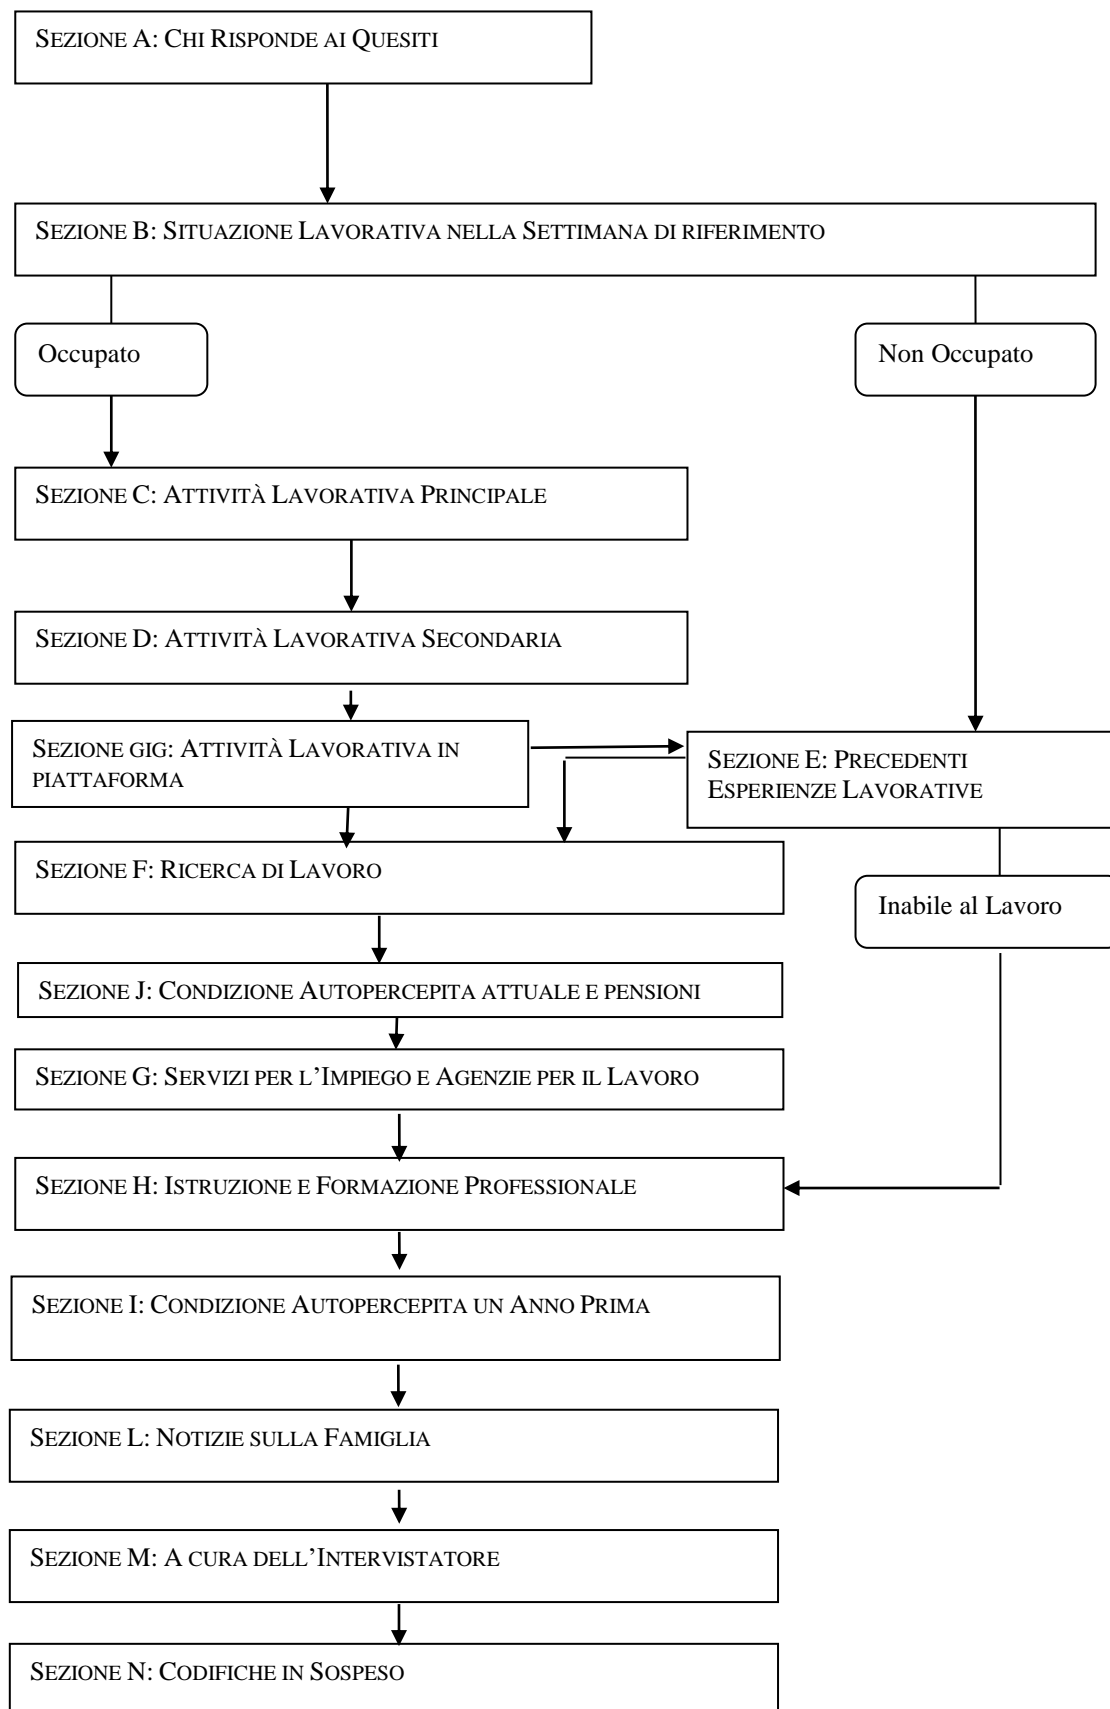 SEZIONE A: CHI RISPONDE AI QUESITI
SEZIONE B: SITUAZIONE LAVORATIVA NELLA SETTIMANA DI RIFERIMENTO
Occupato
Non Occupato
SEZIONE C: ATTIVITÀ LAVORATIVA PRINCIPALE
SEZIONE D: ATTIVITÀ LAVORATIVA SECONDARIA
SEZIONE GIG: ATTIVITÀ LAVORATIVA IN
PIATTAFORMA
SEZIONE E: PRECEDENTI
ESPERIENZE LAVORATIVE
SEZIONE F: RICERCA DI LAVORO
Inabile al Lavoro
SEZIONE J: CONDIZIONE AUTOPERCEPITA ATTUALE E PENSIONI
SEZIONE G: SERVIZI PER L’IMPIEGO E AGENZIE PER IL LAVORO
SEZIONE H: ISTRUZIONE E FORMAZIONE PROFESSIONALE
SEZIONE I: CONDIZIONE AUTOPERCEPITA UN ANNO PRIMA
SEZIONE L: NOTIZIE SULLA FAMIGLIA
SEZIONE M: A CURA DELL’INTERVISTATORE
SEZIONE N: CODIFICHE IN SOSPESO